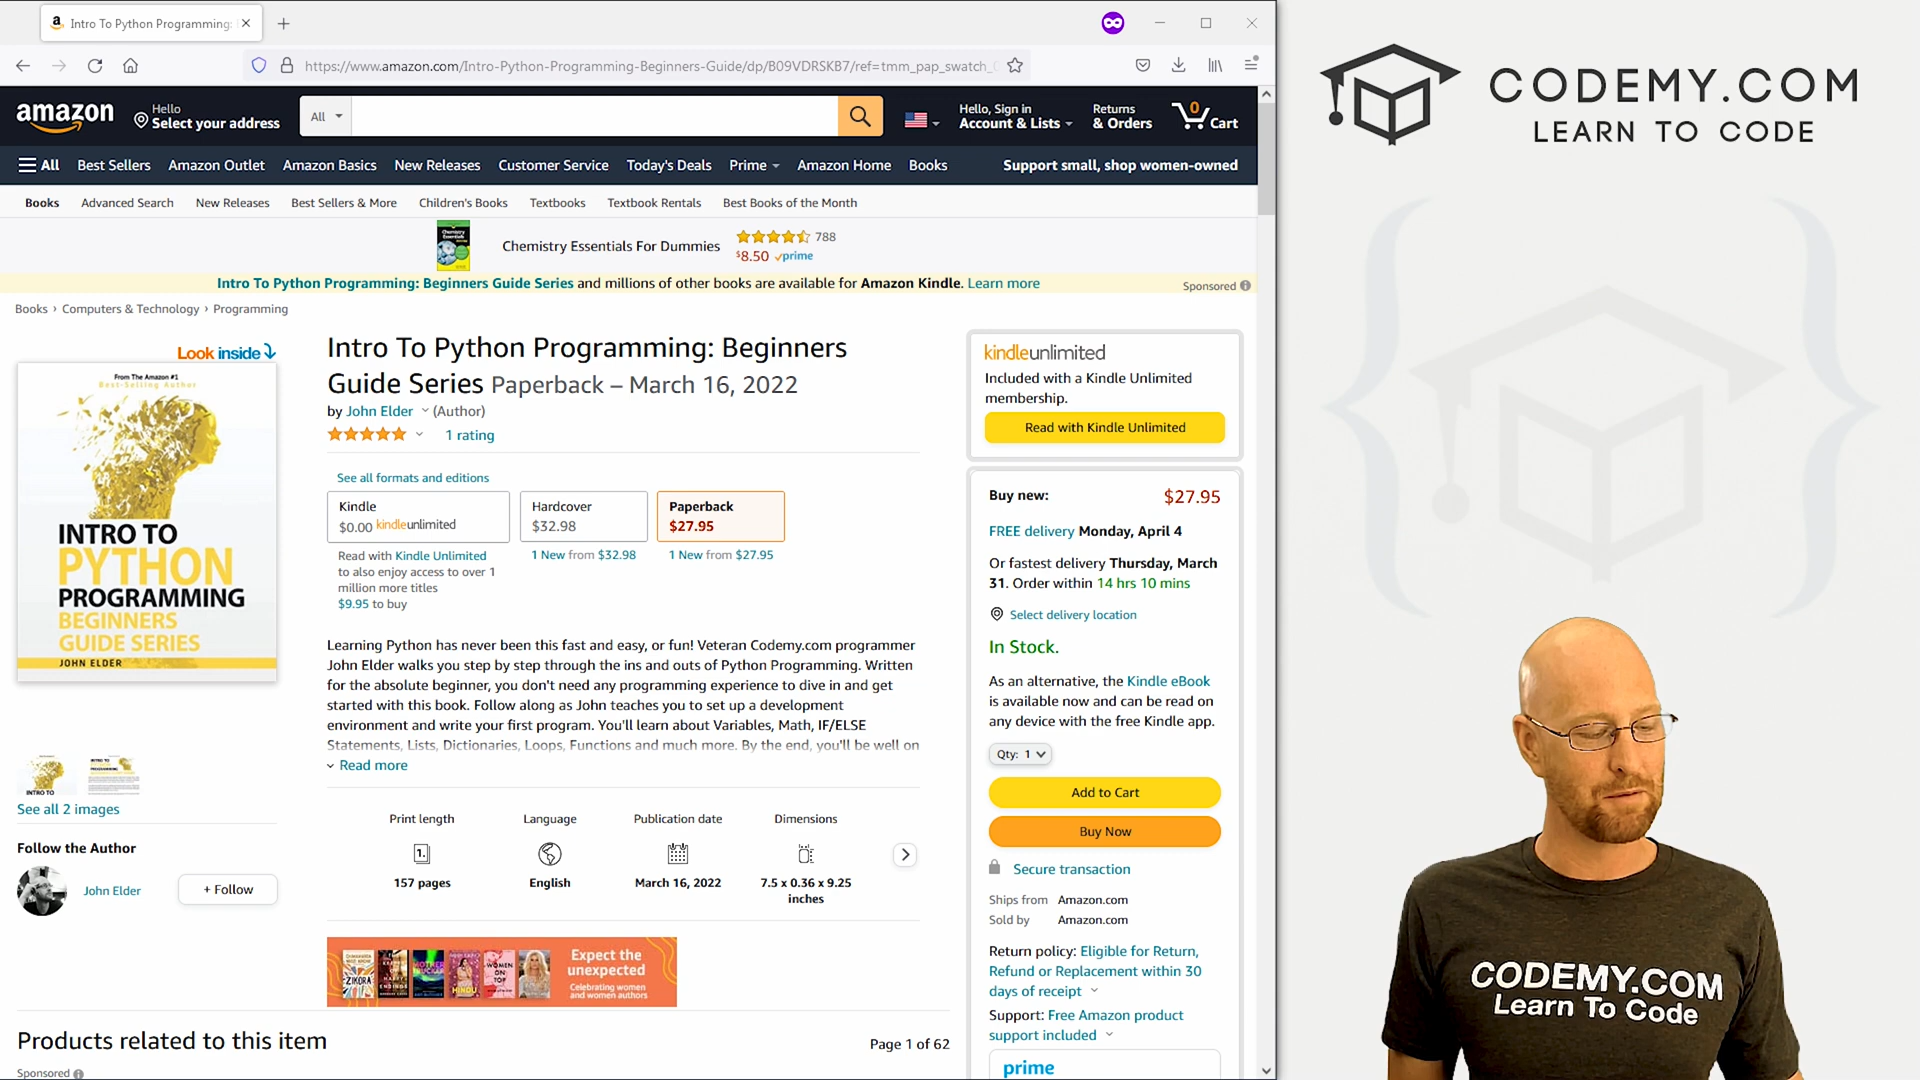 Intro To Python Programming:
https://www.amazon.com/Intro-Python-Programming-Beginners-Guide/dp/B09VDRSKB7/ref=tmm_pap_swatch_
amazon
Hello
Select your address
All
Hello, Sign in
Account & Lists
Returns
& Orders
0
Cart
All
Best Sellers
Amazon Outlet
Amazon Basics
New Releases
Customer Service
Today's Deals
Prime
Amazon Home
Books
Support small, shop women-owned
Books
Advanced Search
New Releases
Best Sellers & More
Children's Books
Textbooks
Textbook Rentals
Best Books of the Month
Chemistry Essentials For Dummies
788
$8.50 prime
Intro To Python Programming: Beginners Guide Series and millions of other books are available for Amazon Kindle. Learn more
Sponsored
Books › Computers & Technology › Programming
Look inside
From The Amazon #1
Best-Selling Author
INTRO TO
PYTHON
PROGRAMMING
BEGINNERS
GUIDE SERIES
JOHN ELDER
See all 2 images
Follow the Author
John Elder
+ Follow
Intro To Python Programming: Beginners
Guide Series Paperback – March 16, 2022
by John Elder (Author)
1 rating
See all formats and editions
Kindle
$0.00 kindleunlimited
Read with Kindle Unlimited
to also enjoy access to over 1
million more titles
$9.95 to buy
Hardcover
$32.98
1 New from $32.98
Paperback
$27.95
1 New from $27.95
Learning Python has never been this fast and easy, or fun! Veteran Codemy.com programmer
John Elder walks you step by step through the ins and outs of Python Programming. Written
for the absolute beginner, you don't need any programming experience to dive in and get
started with this book. Follow along as John teaches you to set up a development
environment and write your first program. You'll learn about Variables, Math, IF/ELSE
Statements, Lists, Dictionaries, Loops, Functions and much more. By the end, you'll be well on
Read more
Print length
157 pages
Language
English
Publication date
March 16, 2022
Dimensions
7.5 x 0.36 x 9.25
inches
Expect the
unexpected
Celebrating women
and women authors
Products related to this item
Page 1 of 62
Sponsored
kindleunlimited
Included with a Kindle Unlimited
membership.
Read with Kindle Unlimited
Buy new:
$27.95
FREE delivery Monday, April 4
Or fastest delivery Thursday, March
31. Order within 14 hrs 10 mins
Select delivery location
In Stock.
As an alternative, the Kindle eBook
is available now and can be read on
any device with the free Kindle app.
Qty: 1
Add to Cart
Buy Now
Secure transaction
Ships from Amazon.com
Sold by Amazon.com
Return policy: Eligible for Return,
Refund or Replacement within 30
days of receipt
Support: Free Amazon product
support included
prime
CODEMY.COM
LEARN TO CODE
CODEMY.COM
Learn To Code